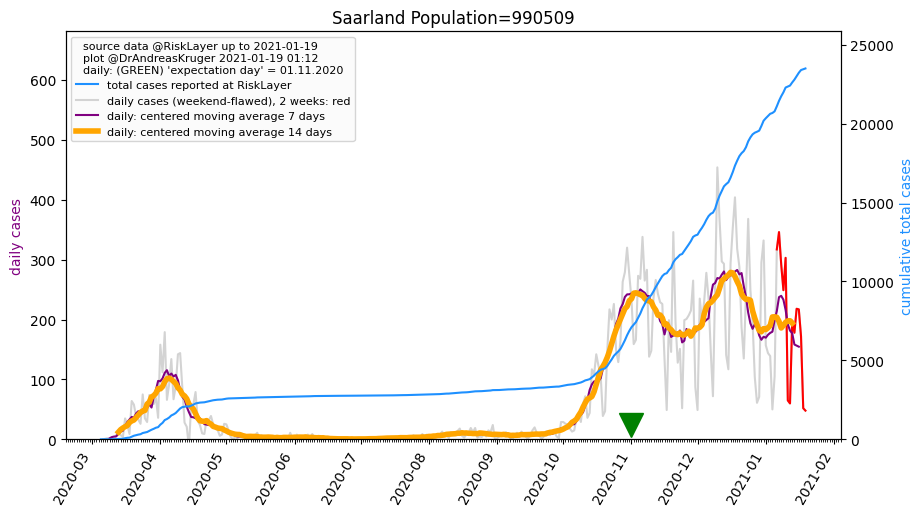 Saarland Population=990509
source data @RiskLayer up to 2021-01-19
plot @DrAndreasKruger 2021-01-19 01:12
daily: (GREEN) 'expectation day' = 01.11.2020
total cases reported at RiskLayer
daily cases (weekend-flawed), 2 weeks: red
daily: centered moving average 7 days
daily: centered moving average 14 days
daily cases
600
500
400
300
200
100
0
25000
20000
15000
10000
5000
0
cumulative total cases
2020-03
2020-04
2020-05
2020-06
2020-07
2020-08
2020-09
2020-10
2020-11
2020-12
2021-01
2021-02